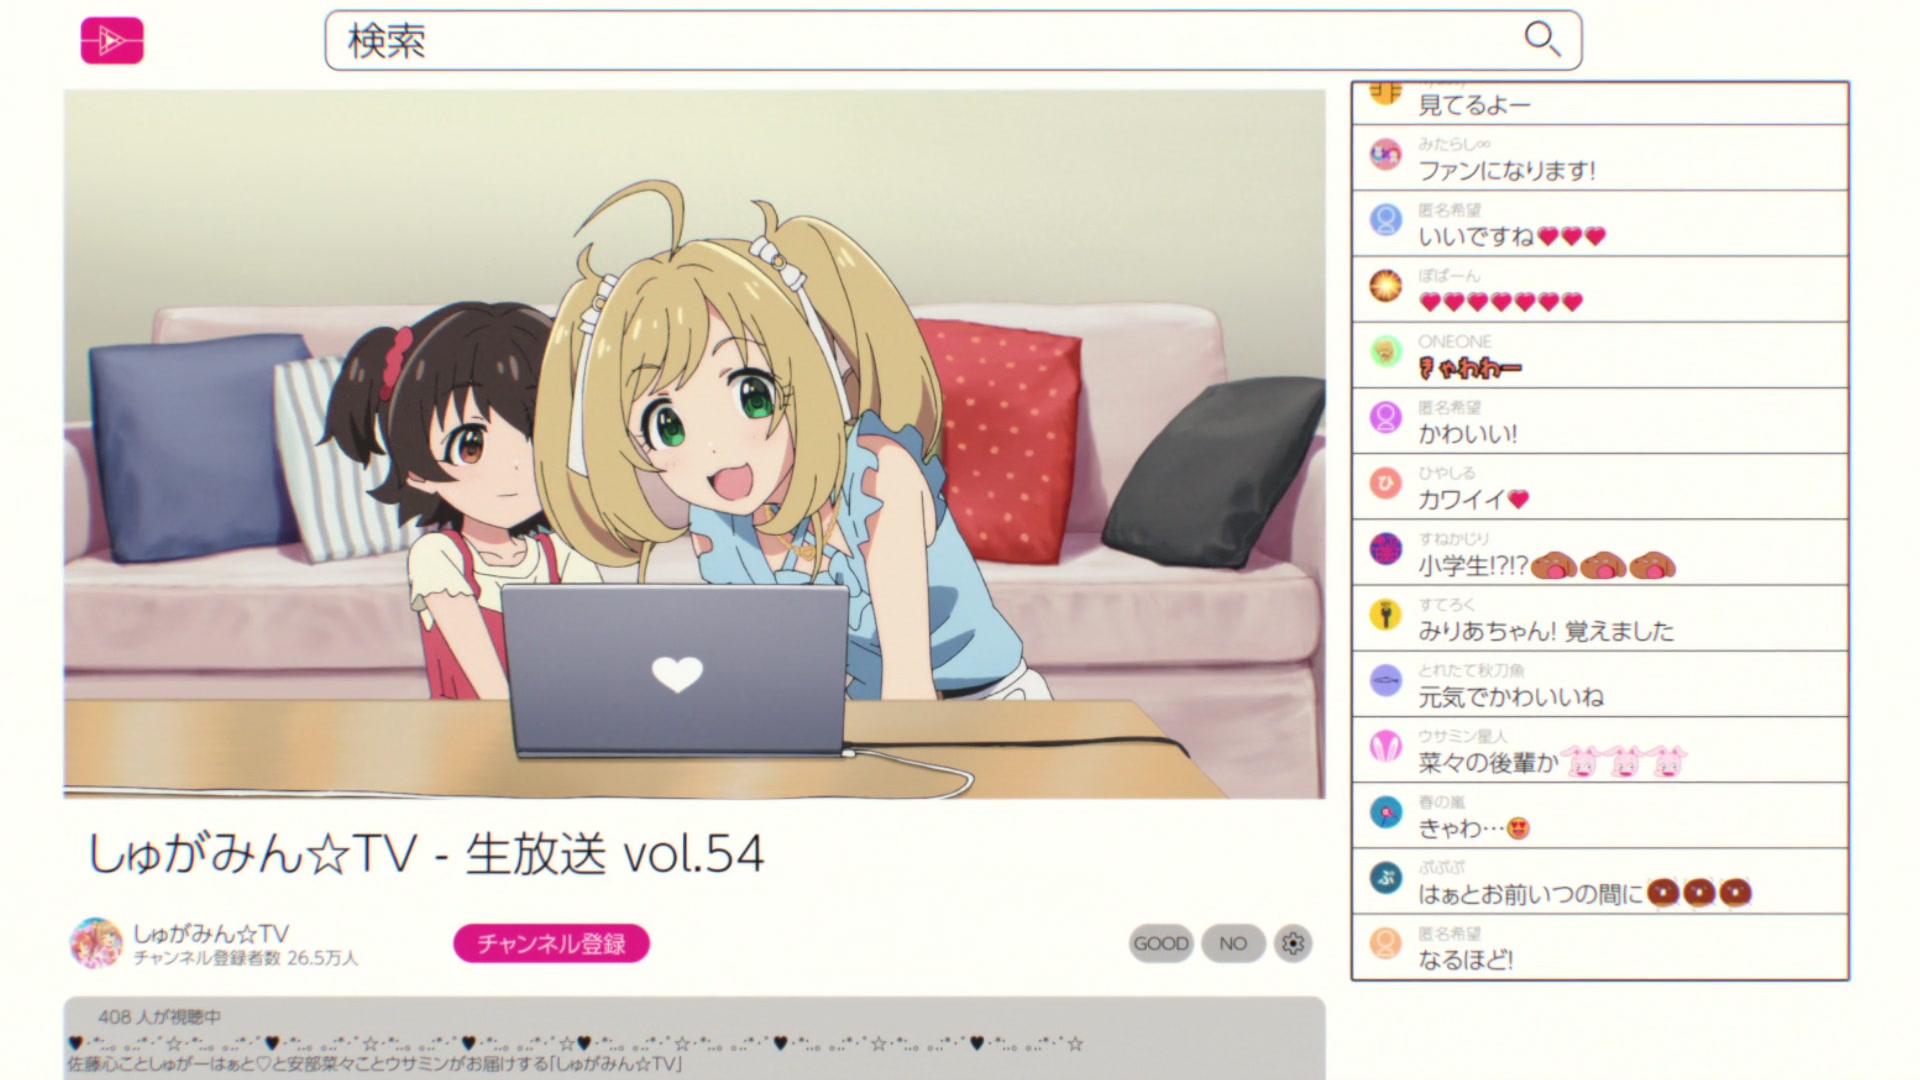 検索
しゅがみん☆TV - 生放送 vol.54
しゅがみん☆TV
チャンネル登録者数 26.5万人
チャンネル登録
GOOD
NO
408 人が視聴中
佐藤心ことしゅがーはぁと♡と安部菜々ことウサミンがお届けする「しゅがみん☆TV」
見てるよー
みたらし∞
ファンになります!
匿名希望
いいですね❤❤❤
ぽぱーん
❤❤❤❤❤❤❤
ONEONE
きゃわわー
匿名希望
かわいい!
ひ
ひやしる
カワイイ❤
すねかじり
小学生!?!?
すてろく
みりあちゃん! 覚えました
とれたて秋刀魚
元気でかわいいね
ウサミン星人
菜々の後輩か
春の嵐
きゃわ…😍
ぷ
ぷぷぷ
はぁとお前いつの間に
匿名希望
なるほど!